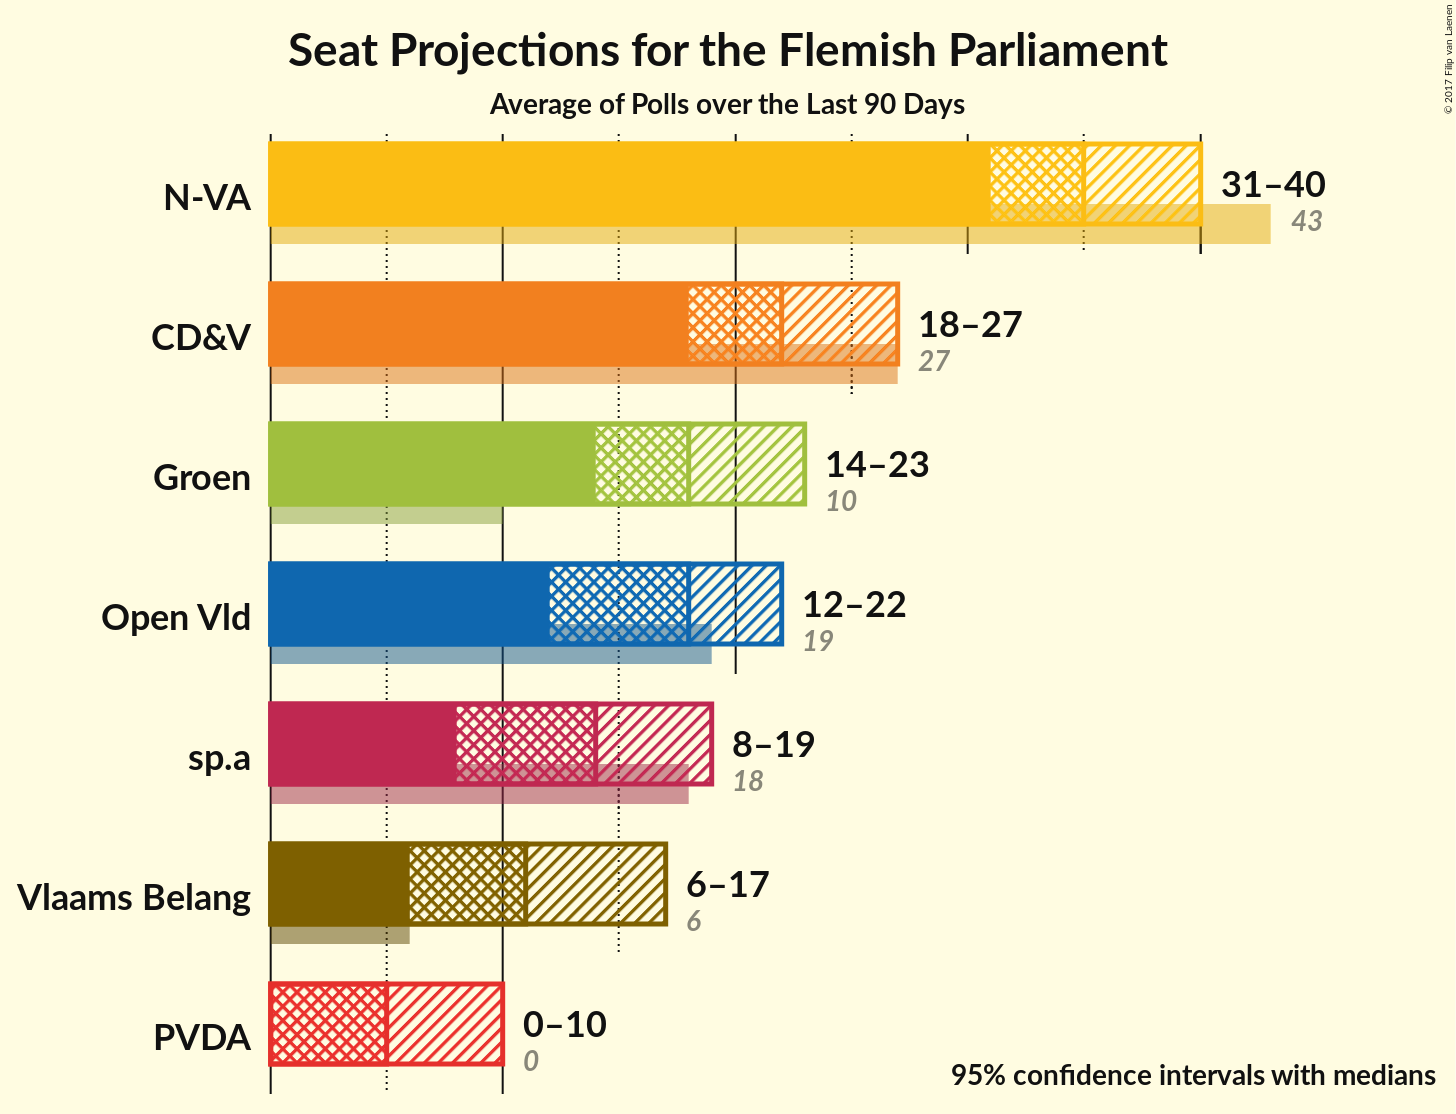 Seat Projections for the Flemish Parliament
Average of Polls over the Last 90 Days
© 2017 Filip van Laenen
N-VA
31–40
43
CD&V
18–27
27
Groen
14–23
10
Open Vld
12–22
19
sp.a
8–19
18
Vlaams Belang
6–17
6
PVDA
0–10
0
95% confidence intervals with medians